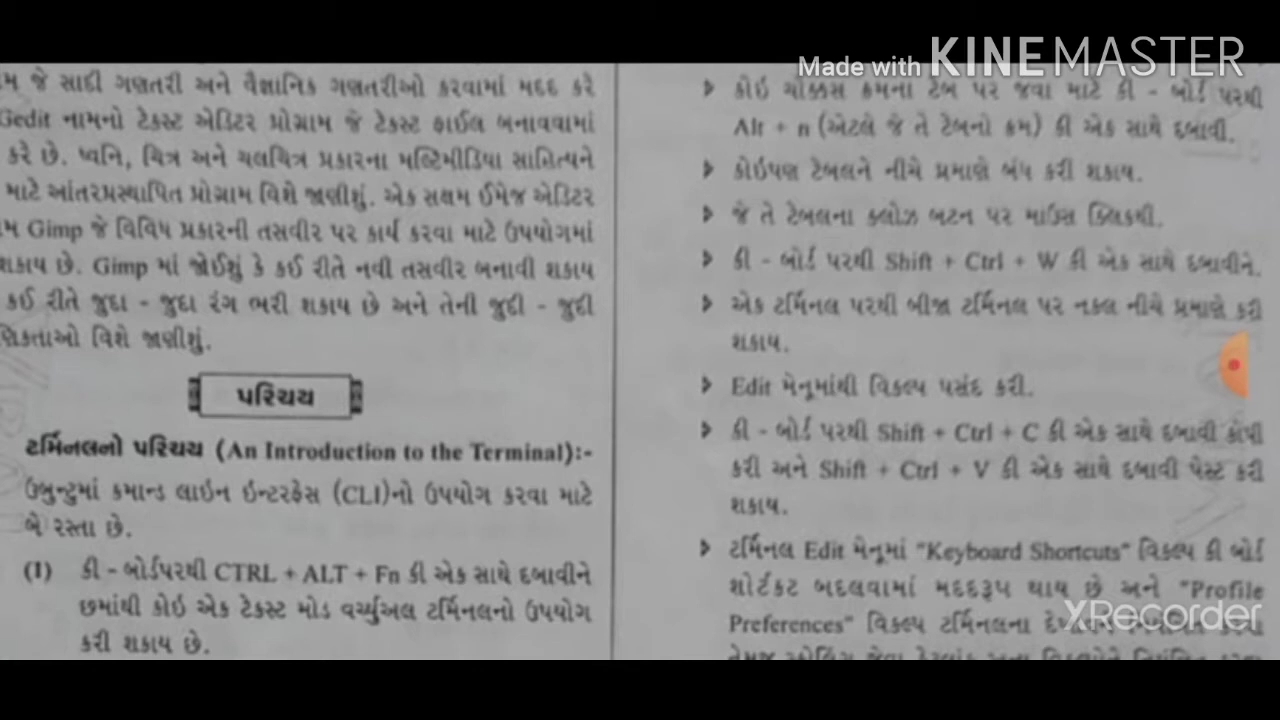 Made with KINEMASTER
મ જે સાદી ગણતરી અને વૈજ્ઞાનિક ગણતરીઓ કરવામાં મદદ કરે
Gedit નામનો ટેક્સ્ટ એડિટર પ્રોગ્રામ જે ટેક્સ્ટ ફાઈલ બનાવવામાં
કરે છે. ધ્વનિ, ચિત્ર અને ચલચિત્ર પ્રકારના મલ્ટિમીડિયા સાહિત્યને
માટે આંતરપ્રસ્થાપિત પ્રોગ્રામ વિશે જાણીશું. એક સક્ષમ ઈમેજ એડિટર
મ Gimp જે વિવિધ પ્રકારની તસવીર પર કાર્ય કરવા માટે ઉપયોગમાં
શકાય છે. Gimp માં જોઈશું કે કઈ રીતે નવી તસવીર બનાવી શકાય
કઈ રીતે જુદા - જુદા રંગ ભરી શકાય છે અને તેની જુદી - જુદી
ણિકતાઓ વિશે જાણીશું.
પરિચય
ટર્મિનલનો પરિચય (An Introduction to the Terminal):-
ઉબુન્ટુમાં કમાન્ડ લાઇન ઇન્ટરફેસ (CLI)નો ઉપયોગ કરવા માટે
બે રસ્તા છે.
(1) કી - બોર્ડપરથી CTRL + ALT + Fn કી એક સાથે દબાવીને
છમાંથી કોઇ એક ટેક્સ્ટ મોડ વર્ચ્યુઅલ ટર્મિનલનો ઉપયોગ
કરી શકાય છે.
કોઇ ચોક્કસ ક્રમના ટેબ પર જવા માટે કી - બોર્ડ પરથી
Alt + n (એટલે જે તે ટેબનો ક્રમ) કી એક સાથે દબાવી.
કોઇપણ ટેબલને નીચે પ્રમાણે બંધ કરી શકાય.
જે તે ટેબલના ક્લોઝ બટન પર માઉસ ક્લિકથી.
કી - બોર્ડ પરથી Shift + Ctrl + W કી એક સાથે દબાવીને.
એક ટર્મિનલ પરથી બીજા ટર્મિનલ પર નકલ નીચે પ્રમાણે કરી
શકાય.
Edit મેનૂમાંથી વિકલ્પ પસંદ કરી.
કી - બોર્ડ પરથી Shift + Ctrl + C કી એક સાથે દબાવી કોપી
કરી અને Shift + Ctrl + V કી એક સાથે દબાવી પેસ્ટ કરી
શકાય.
ટર્મિનલ Edit મેનૂમાં "Keyboard Shortcuts" વિકલ્પ કી બોર્ડ
શોર્ટકટ બદલવામાં મદદરૂપ થાય છે અને "Profile
Preferences" વિકલ્પ ટર્મિનલના
XRecorder